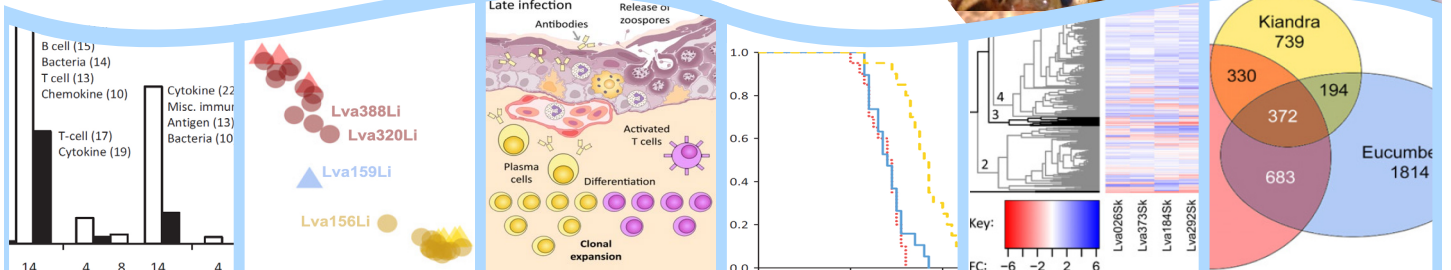 B cell (15)
Bacteria (14)
T cell (13)
Chemokine (10)
T-cell (17)
Cytokine (19)
Cytokine (22
Misc. immun
Antigen (13)
Bacteria (10
14
4
8
14
4
Lva388Li
Lva320Li
Lva159Li
Lva156Li
Late infection
Antibodies
Release of
zoospores
Plasma
cells
Activated
T cells
Differentiation
Clonal
expansion
1.0
0.8
0.6
0.4
0.2
0.0
4
3
2
Key:
FC:
−6
−2
2
6
Lva026Sk
Lva373Sk
Lva184Sk
Lva292Sk
Kiandra
739
330
194
372
683
Eucumbe
1814